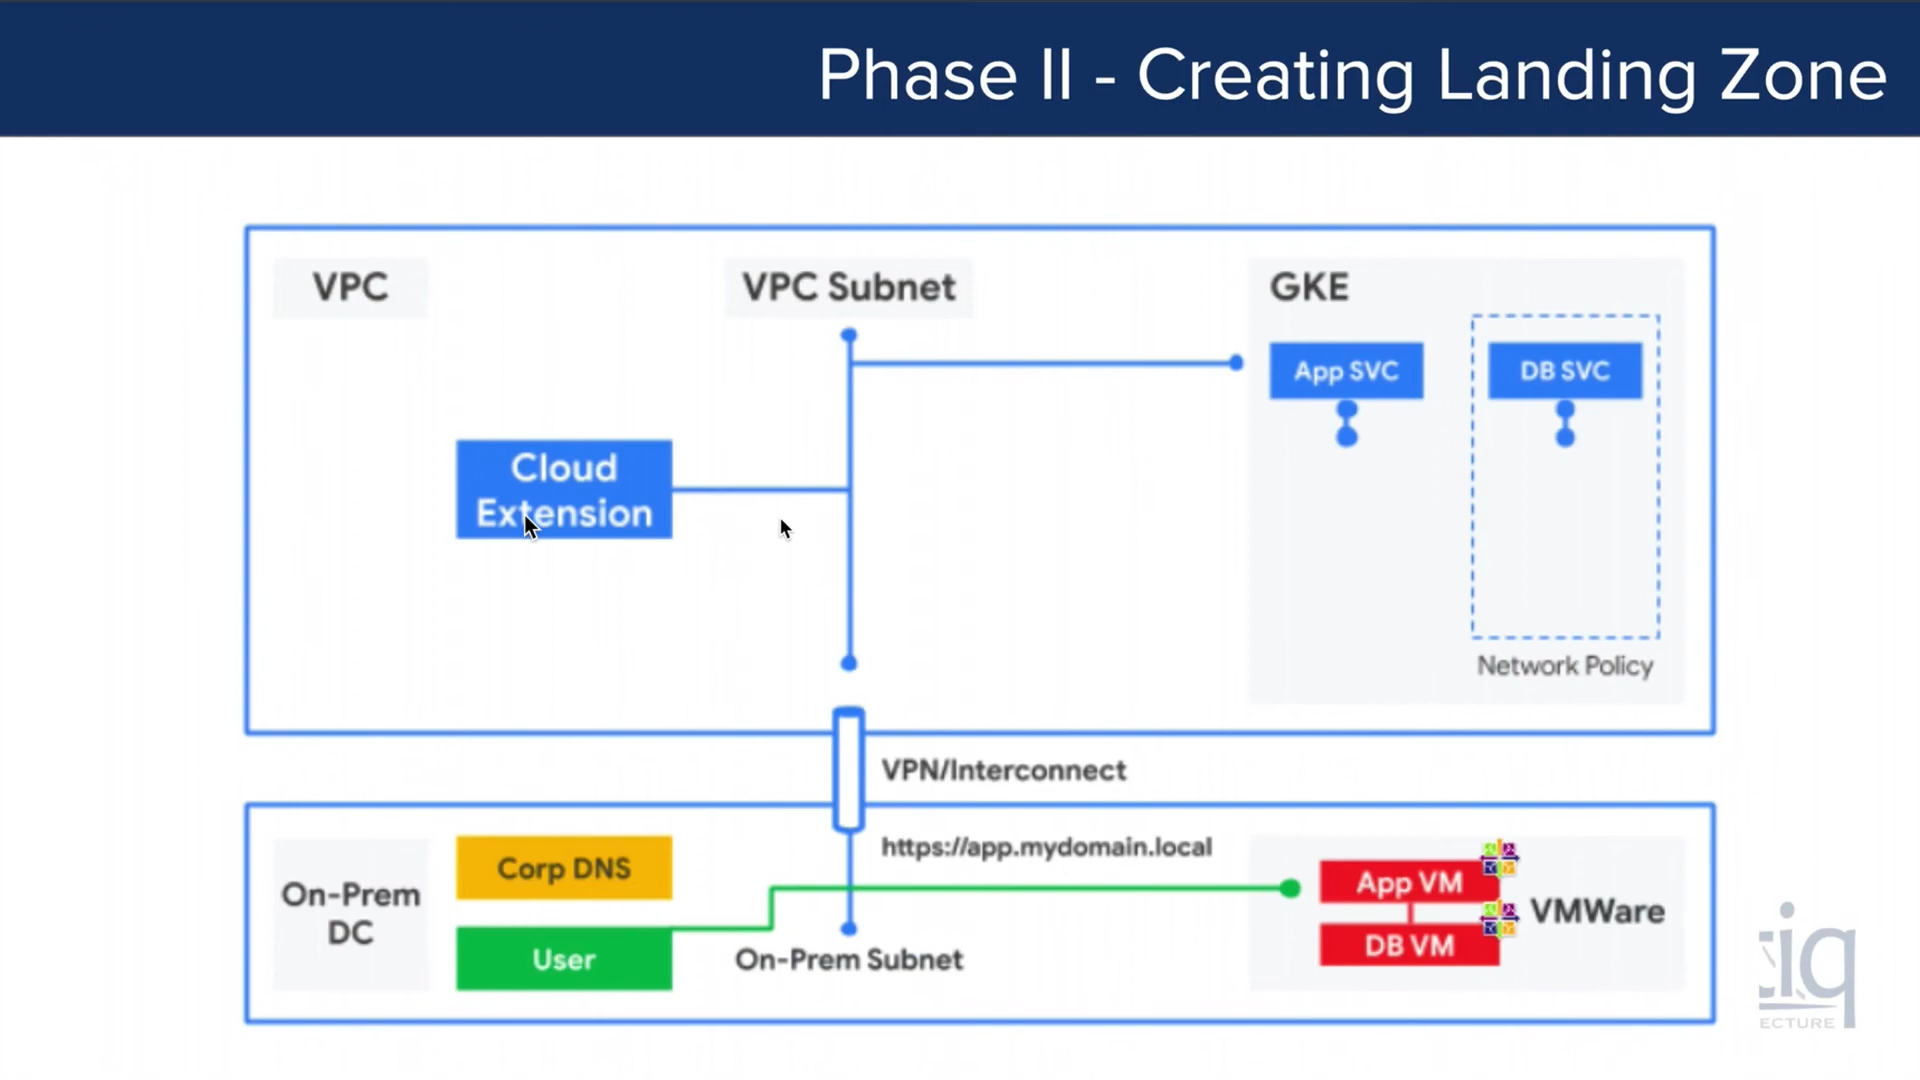 Phase II - Creating Landing Zone
VPC
VPC Subnet
GKE
App SVC
DB SVC
Cloud
Extension
Network Policy
VPN/Interconnect
https://app.mydomain.local
On-Prem
DC
Corp DNS
User
On-Prem Subnet
App VM
DB VM
VMWare
iq
ECTURE